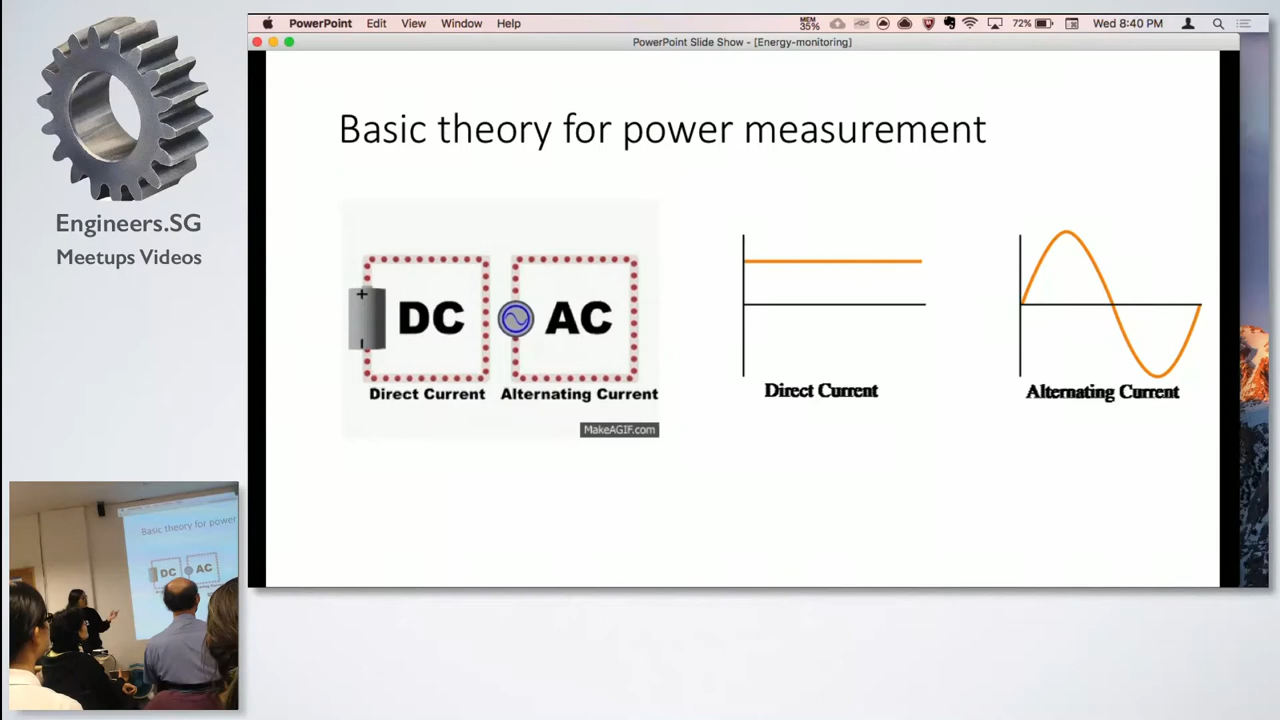 PowerPoint Edit View Window Help
MEM
35%
72%
Wed 8:40 PM
PowerPoint Slide Show - [Energy-monitoring]
Basic theory for power measurement
+
DC
AC
Direct Current
Alternating Current
MakeAGIF.com
Direct Current
Alternating Current
Engineers.SG
Meetups Videos
Basic theory for power
DC
AC